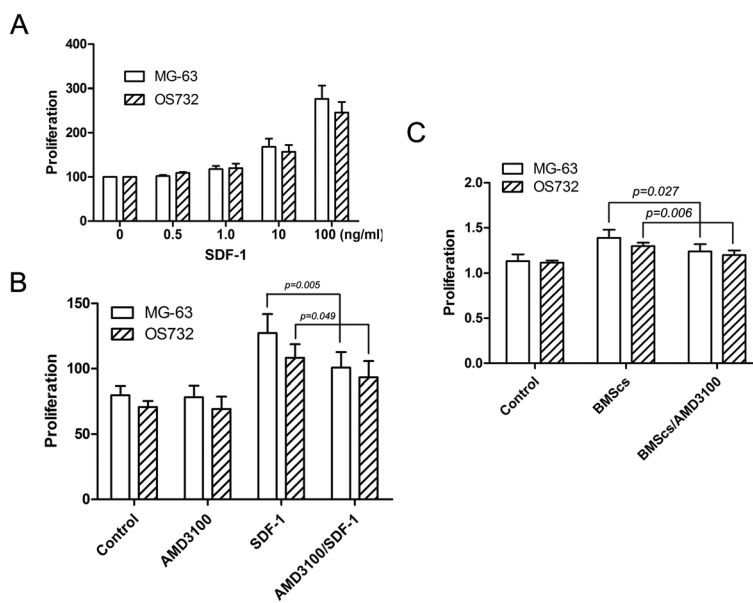 A
400
300
200
100
0
Proliferation
MG-63
OS732
0 0.5 1.0 10 100 (ng/ml)
SDF-1
B
150
100
50
0
Proliferation
MG-63
OS732
p=0.005
p=0.049
Control
AMD3100
SDF-1
AMD3100/SDF-1
C
2.0
1.5
1.0
0.5
0.0
Proliferation
MG-63
OS732
p=0.027
p=0.006
Control
BMScs
BMScs/AMD3100